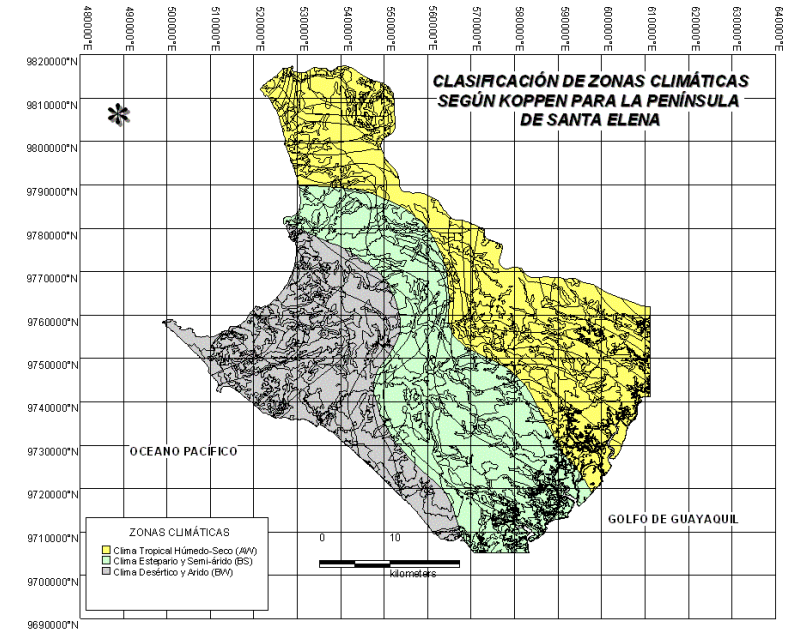 480000°E 490000°E 500000°E 510000°E 520000°E 530000°E 540000°E 550000°E 560000°E 570000°E 580000°E 590000°E 600000°E 610000°E 620000°E 630000°E 640000°E
9820000°N
CLASIFICACIÓN DE ZONAS CLIMÁTICAS
9810000°N
SEGÚN KOPPEN PARA LA PENÍNSULA
DE SANTA ELENA
9800000°N
9790000°N
9780000°N
9770000°N
9760000°N
9750000°N
9740000°N
9730000°N
OCEANO PACIFICO
9720000°N
GOLFO DE GUAYAQUIL
9710000°N
ZONAS CLIMÁTICAS
0 10
Clima Tropical Húmedo-Seco (AW)
Clima Estepario y Semi-árido (BS)
Clima Desértico y Arido (BW)
kilometers
9700000°N
9690000°N